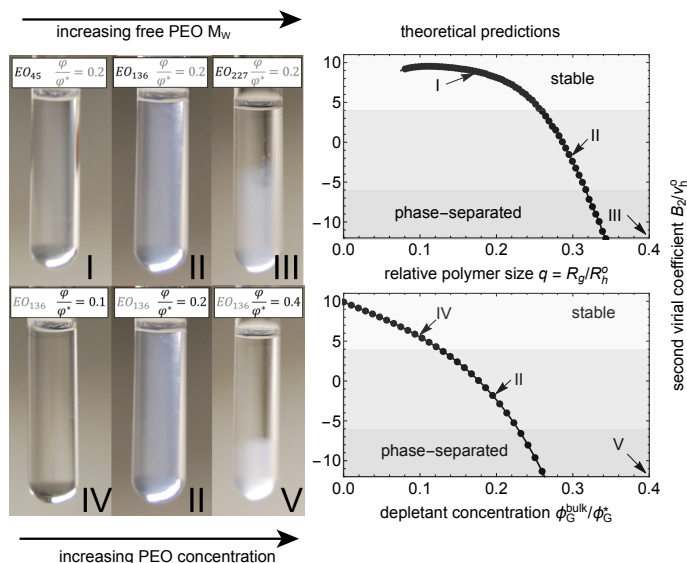 increasing free PEO Mw
theoretical predictions
EO45 φ/φ* = 0.2
EO136 φ/φ* = 0.2
EO227 φ/φ* = 0.2
I
II
III
10
5
0
−5
−10
stable
phase-separated
I
II
III
0.0 0.1 0.2 0.3 0.4
relative polymer size q = Rg/Rh°
EO136 φ/φ* = 0.1
EO136 φ/φ* = 0.2
EO136 φ/φ* = 0.4
IV
II
V
10
5
0
−5
−10
stable
phase-separated
IV
II
V
0.0 0.1 0.2 0.3 0.4
depletant concentration ϕG^bulk/ϕG*
second virial coefficient B2/vh°
increasing PEO concentration